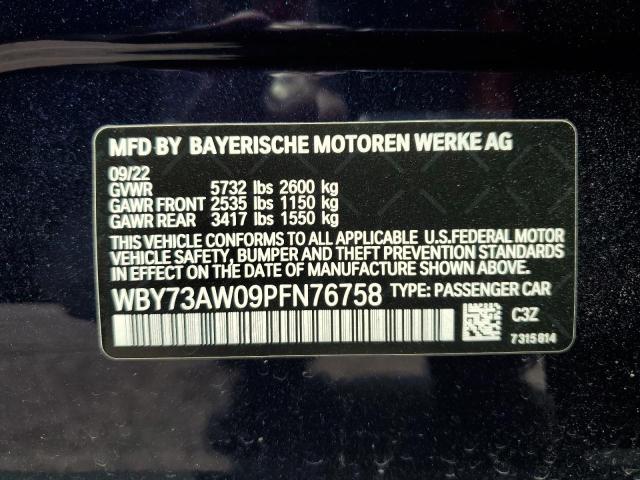 MFD BY BAYERISCHE MOTOREN WERKE AG
09/22
GVWR 5732 lbs 2600 kg
GAWR FRONT 2535 lbs 1150 kg
GAWR REAR 3417 lbs 1550 kg
THIS VEHICLE CONFORMS TO ALL APPLICABLE U.S.FEDERAL MOTOR
VEHICLE SAFETY, BUMPER AND THEFT PREVENTION STANDARDS
IN EFFECT ON THE DATE OF MANUFACTURE SHOWN ABOVE.
WBY73AW09PFN76758 TYPE: PASSENGER CAR
C3Z
7315814